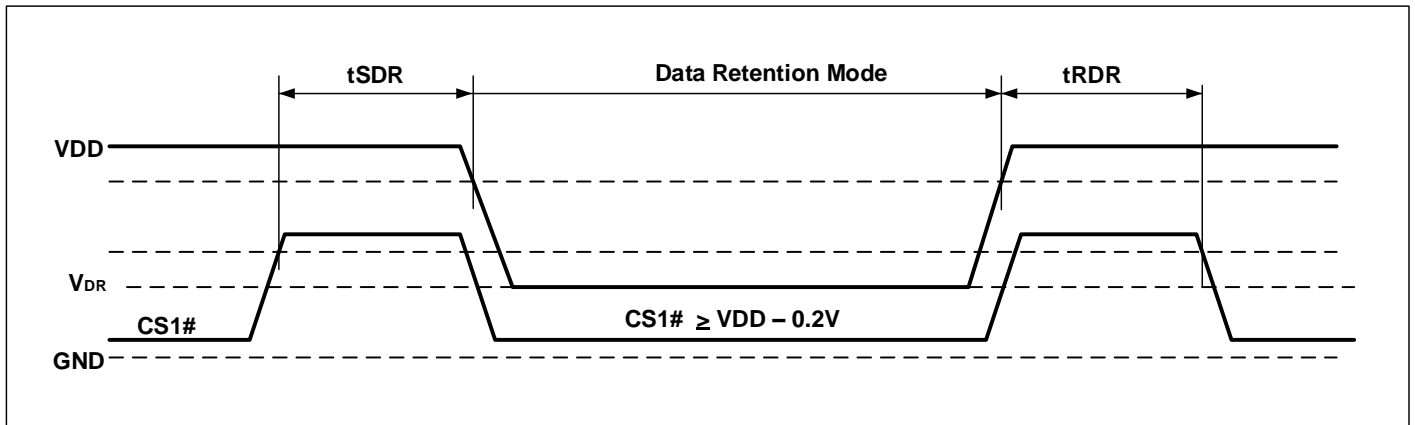 tSDR
Data Retention Mode
tRDR
VDD
VDR
CS1#
CS1# ≥ VDD – 0.2V
GND